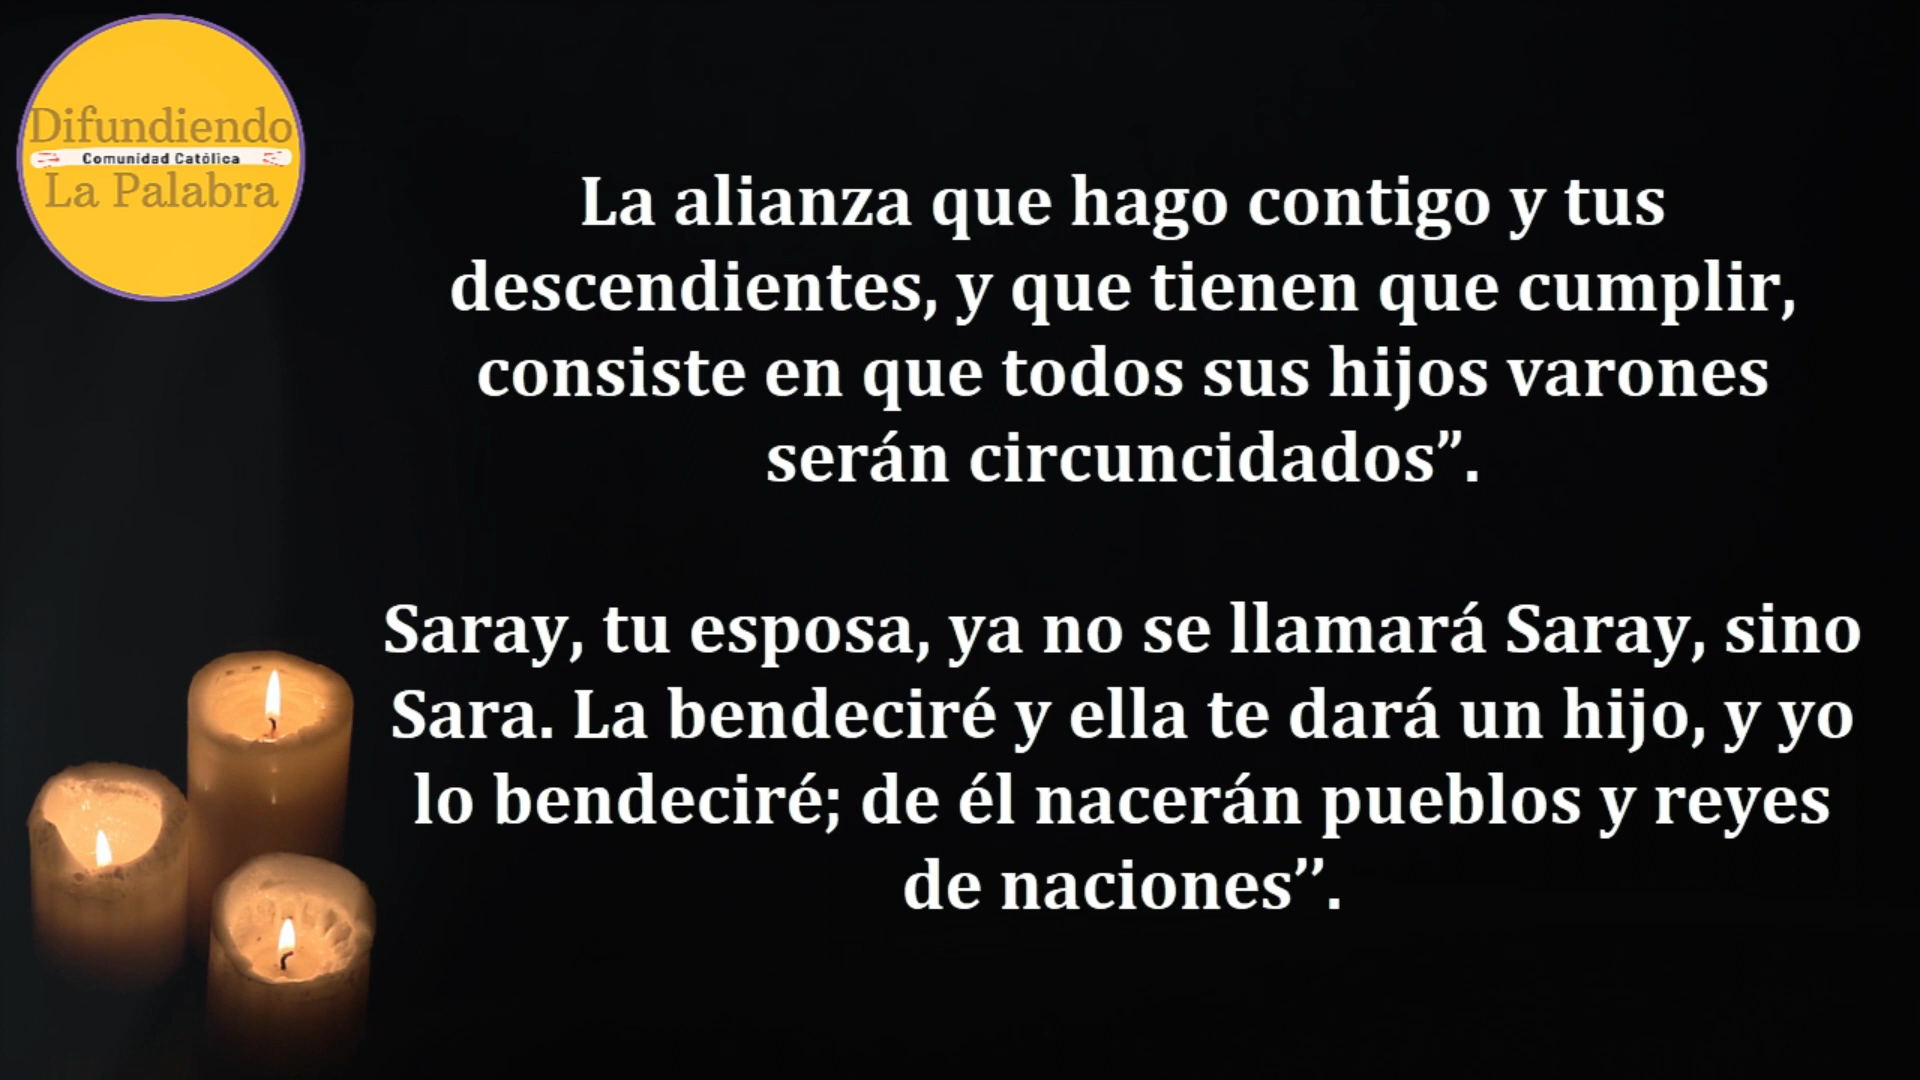 Difundiendo
Comunidad Católica
La Palabra
La alianza que hago contigo y tus
descendientes, y que tienen que cumplir,
consiste en que todos sus hijos varones
serán circuncidados”.
Saray, tu esposa, ya no se llamará Saray, sino
Sara. La bendeciré y ella te dará un hijo, y yo
lo bendeciré; de él nacerán pueblos y reyes
de naciones’’.